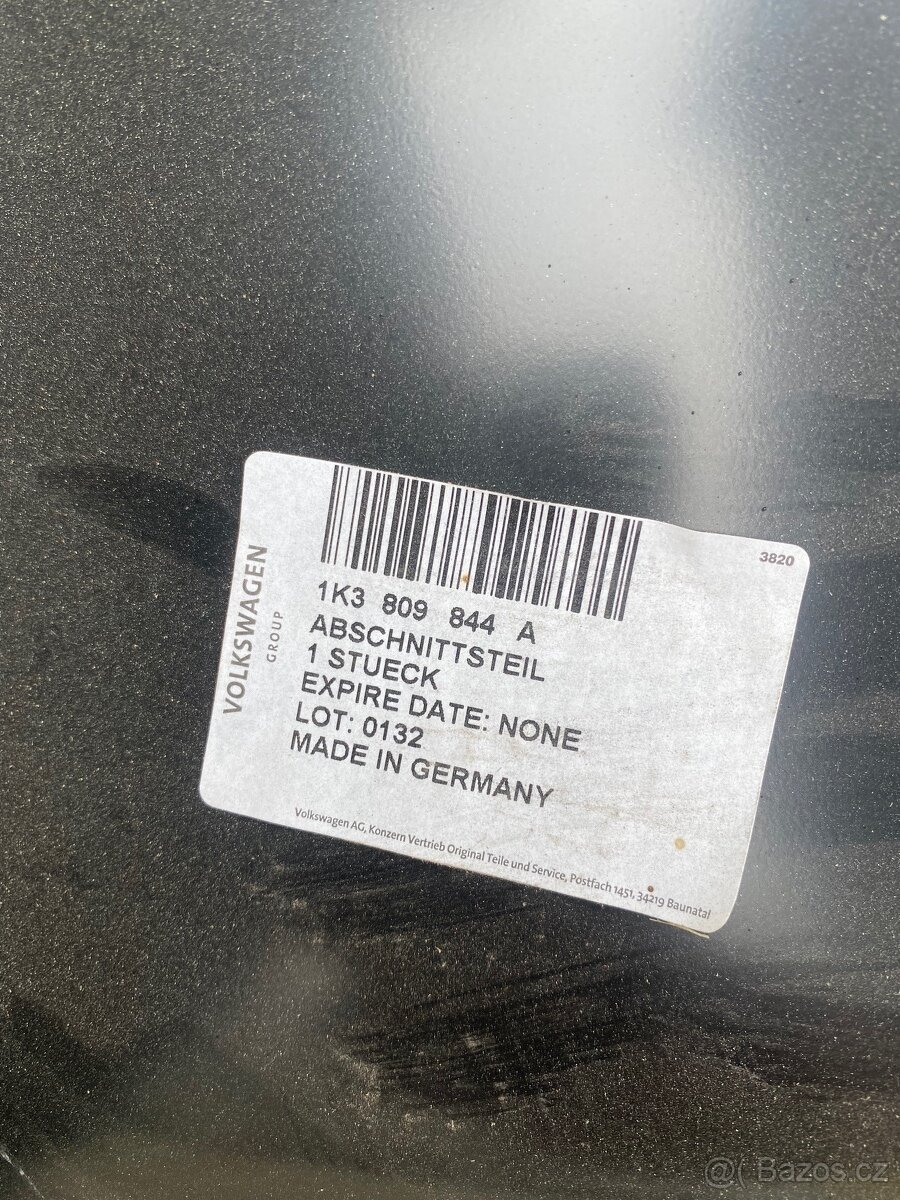 3820
VOLKSWAGEN
GROUP
1K3 809 844 A
ABSCHNITTSTEIL
1 STUECK
EXPIRE DATE: NONE
LOT: 0132
MADE IN GERMANY
Volkswagen AG, Konzern Vertrieb Original Teile und Service, Postfach 1451, 34219 Baunatal
@( Bazos.cz